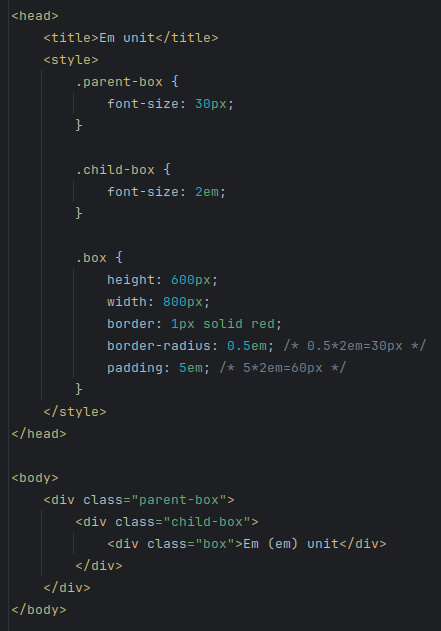 <head>
    <title>Em unit</title>
    <style>
        .parent-box {
            font-size: 30px;
        }

        .child-box {
            font-size: 2em;
        }

        .box {
            height: 600px;
            width: 800px;
            border: 1px solid red;
            border-radius: 0.5em; /* 0.5*2em=30px */
            padding: 5em; /* 5*2em=60px */
        }
    </style>
</head>

<body>
    <div class="parent-box">
        <div class="child-box">
            <div class="box">Em (em) unit</div>
        </div>
    </div>
</body>